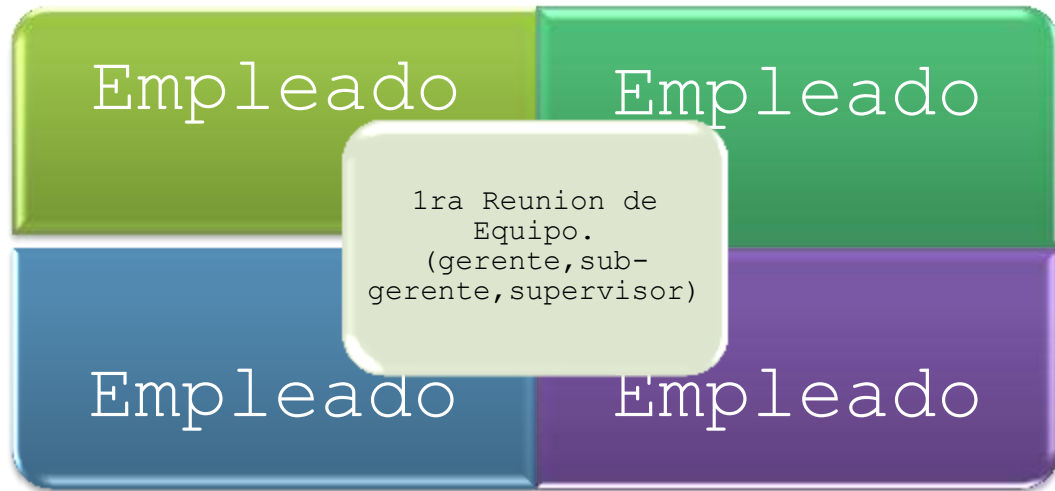 Empleado
Empleado
1ra Reunion de
Equipo.
(gerente,sub-
gerente,supervisor)
Empleado
Empleado